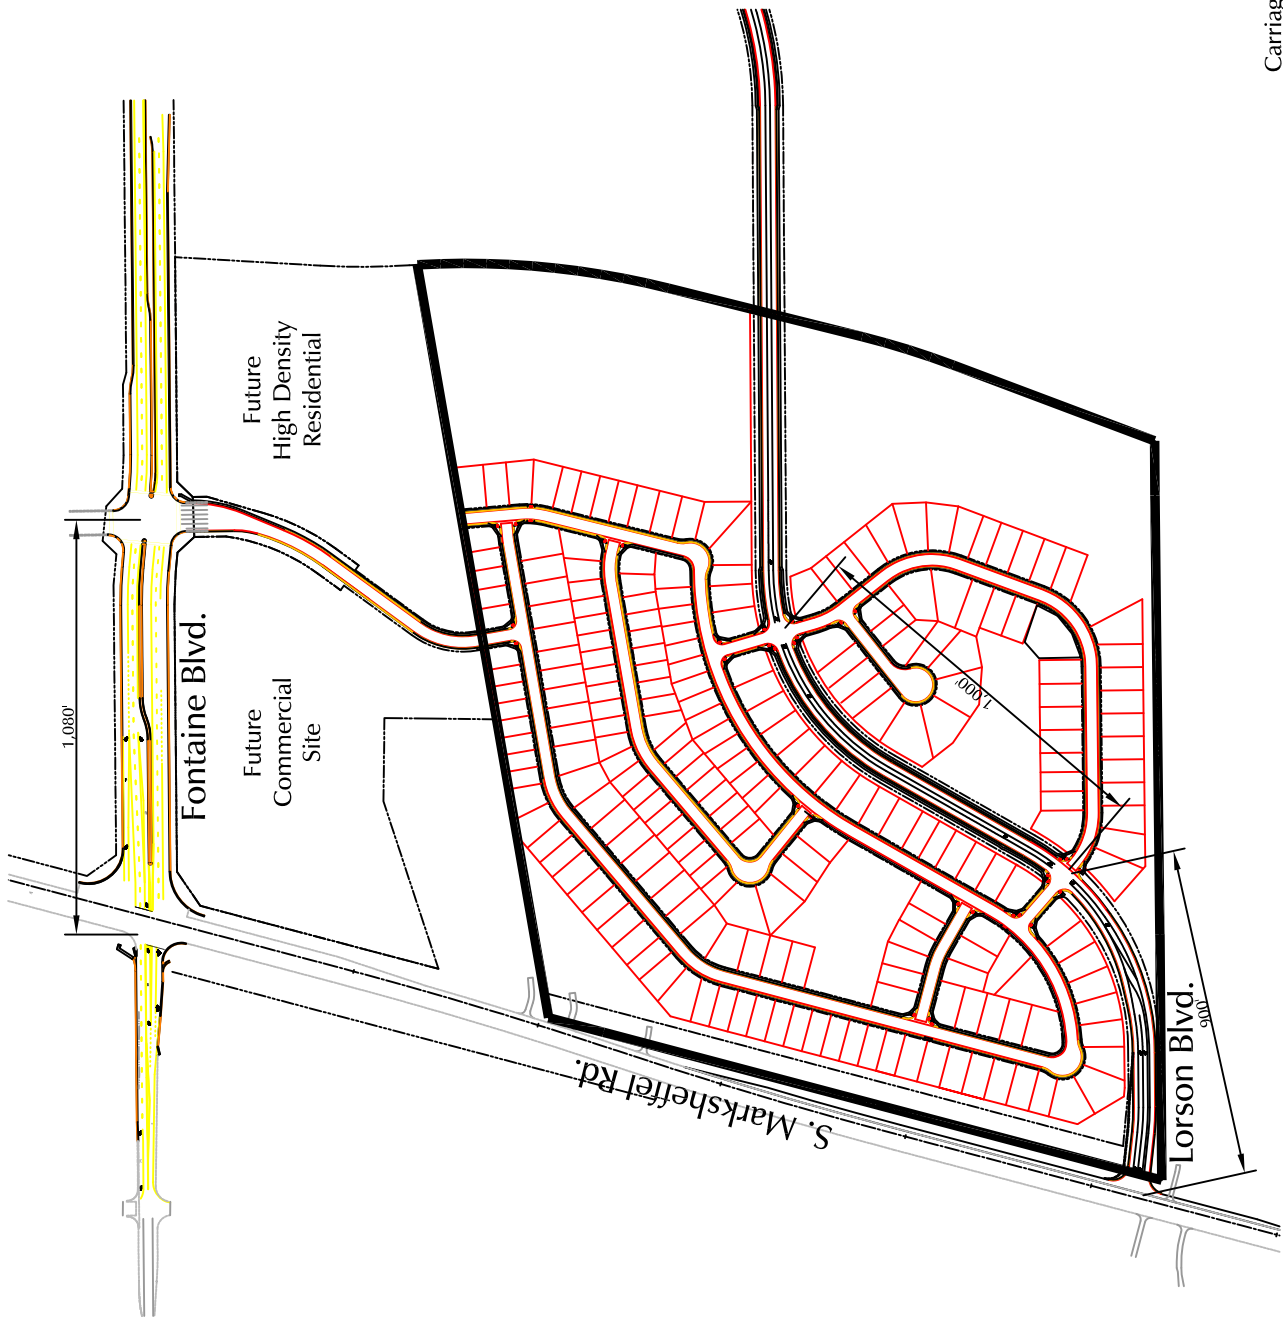 Carriag
Fontaine Blvd.
1,080'
Future
High Density
Residential
Future
Commercial
Site
S. Marksheffel Rd.
1,000'
Lorson Blvd.
900'